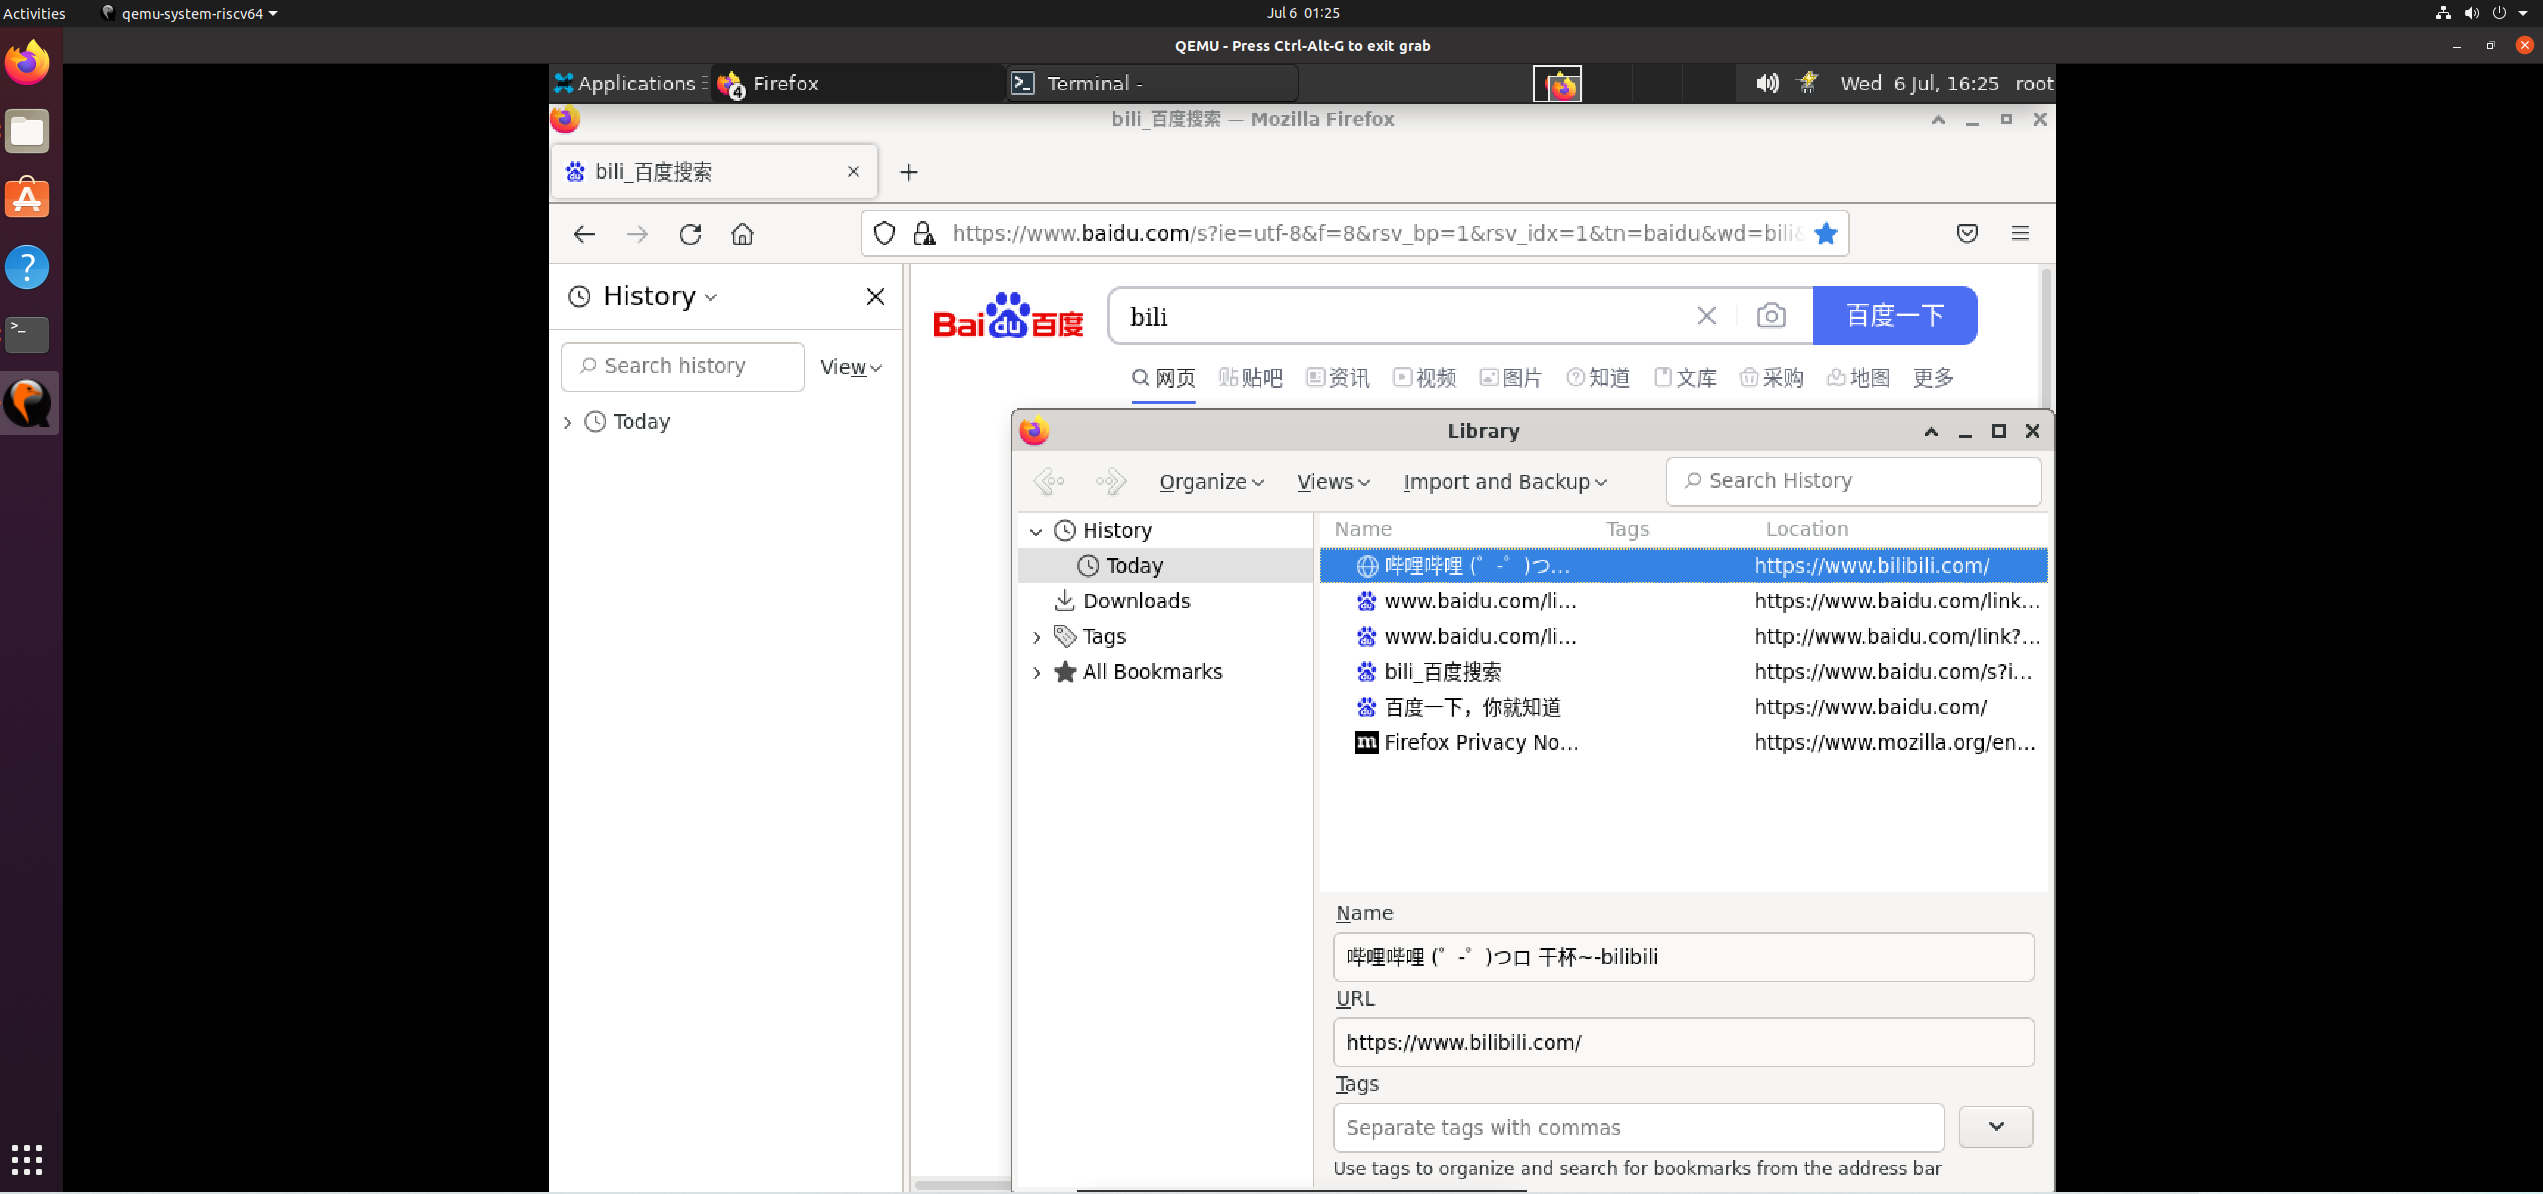 Activities qemu-system-riscv64 Jul 6 01:25
QEMU - Press Ctrl-Alt-G to exit grab
Applications 4 Firefox Terminal - Wed 6 Jul, 16:25 root
bili_百度搜索 — Mozilla Firefox
bili_百度搜索
https://www.baidu.com/s?ie=utf-8&f=8&rsv_bp=1&rsv_idx=1&tn=baidu&wd=bili&
History
Search history View
Today
Bai du 百度 bili 百度一下
网页 贴吧 资讯 视频 图片 知道 文库 采购 地图 更多
Library
Organize Views Import and Backup Search History
History
Today
Downloads
Tags
All Bookmarks
Name Tags Location
哔哩哔哩 (゜-゜)つ... https://www.bilibili.com/
www.baidu.com/li... https://www.baidu.com/link...
www.baidu.com/li... http://www.baidu.com/link?...
bili_百度搜索 https://www.baidu.com/s?i...
百度一下，你就知道 https://www.baidu.com/
Firefox Privacy No... https://www.mozilla.org/en...
Name
哔哩哔哩 (゜-゜)つロ 干杯~-bilibili
URL
https://www.bilibili.com/
Tags
Separate tags with commas
Use tags to organize and search for bookmarks from the address bar